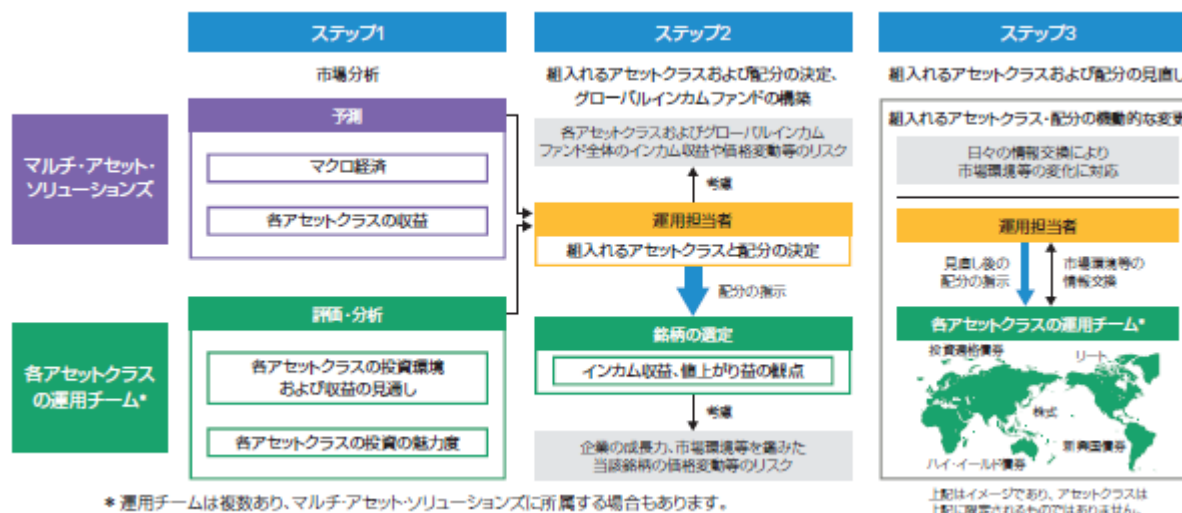 ステップ1
市場分析
マルチ・アセット・
ソリューションズ
予測
マクロ経済
各アセットクラスの収益
各アセットクラス
の運用チーム*
評価・分析
各アセットクラスの投資環境
および収益の見通し
各アセットクラスの投資の魅力度
ステップ2
組入れるアセットクラスおよび配分の決定、
グローバルインカムファンドの構築
各アセットクラスおよびグローバルインカム
ファンド全体のインカム収益や価格変動等のリスク
考慮
運用担当者
組入れるアセットクラスと配分の決定
配分の指示
銘柄の選定
インカム収益、値上がり益の観点
考慮
企業の成長力、市場環境等を鑑みた
当該銘柄の価格変動等のリスク
ステップ3
組入れるアセットクラスおよび配分の見直し
組入れるアセットクラス・配分の機動的な変更
日々の情報交換により
市場環境等の変化に対応
運用担当者
見直し後の
配分の指示
市場環境等の
情報交換
各アセットクラスの運用チーム*
投資適格債券
リート
株式
新興国債券
ハイ・イールド債券
上記はイメージであり、アセットクラスは
上記に限定されるものではありません。
* 運用チームは複数あり、マルチ・アセット・ソリューションズに所属する場合もあります。